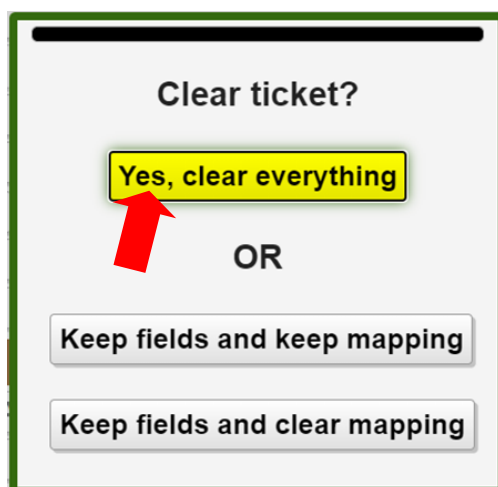 Clear ticket?
Yes, clear everything
OR
Keep fields and keep mapping
Keep fields and clear mapping